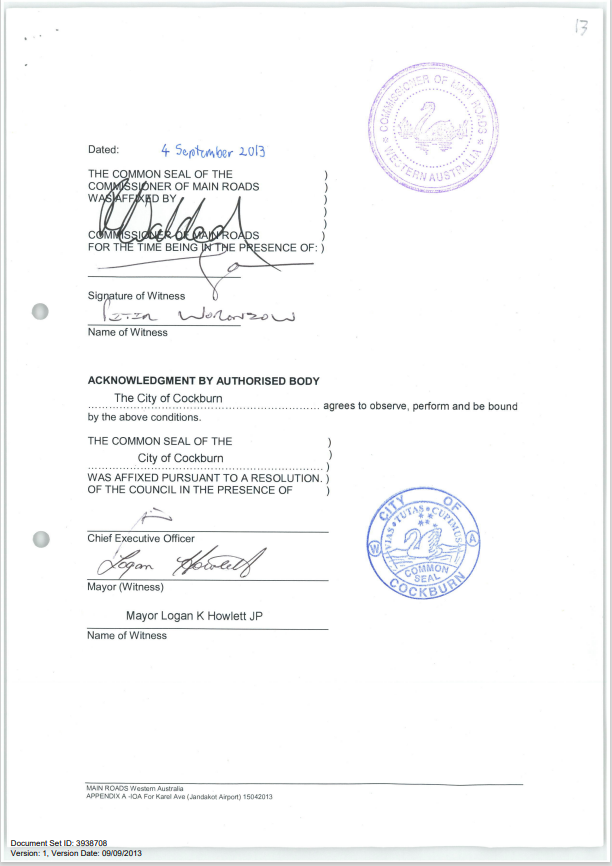 13
COMMISSIONER OF MAIN ROADS
WESTERN AUSTRALIA
Dated: 4 September 2013
THE COMMON SEAL OF THE )
COMMISSIONER OF MAIN ROADS )
WAS AFFIXED BY )
)
)
COMMISSIONER OF MAIN ROADS )
FOR THE TIME BEING IN THE PRESENCE OF: )
Signature of Witness
PETER WORONZOW
Name of Witness
ACKNOWLEDGMENT BY AUTHORISED BODY
The City of Cockburn
agrees to observe, perform and be bound
by the above conditions.
THE COMMON SEAL OF THE )
City of Cockburn )
)
WAS AFFIXED PURSUANT TO A RESOLUTION. )
OF THE COUNCIL IN THE PRESENCE OF )
Chief Executive Officer
Logan Howlett
Mayor (Witness)
Mayor Logan K Howlett JP
Name of Witness
CITY OF
VIAS TUTAS CUPIMUS
W A
COMMON
SEAL
COCKBURN
MAIN ROADS Western Australia
APPENDIX A -IOA For Karel Ave (Jandakot Airport) 15042013
Document Set ID: 3938708
Version: 1, Version Date: 09/09/2013